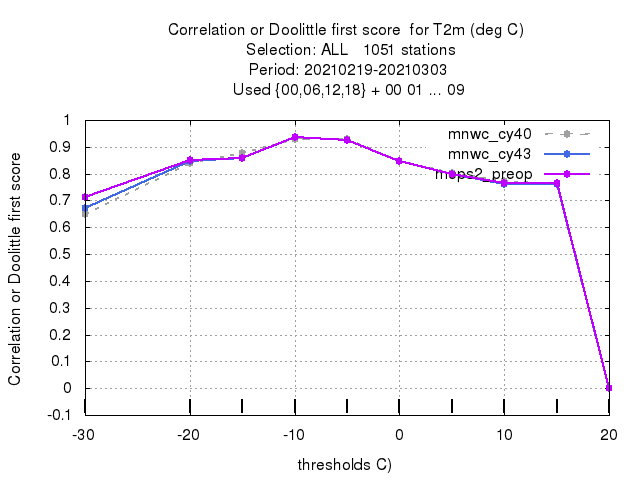 Correlation or Doolittle first score for T2m (deg C)
Selection: ALL 1051 stations
Period: 20210219-20210303
Used {00,06,12,18} + 00 01 ... 09
mnwc_cy40
mnwc_cy43
meps2_preop
Correlation or Doolittle first score
1
0.9
0.8
0.7
0.6
0.5
0.4
0.3
0.2
0.1
0
-0.1
-30
-20
-10
0
10
20
thresholds C)